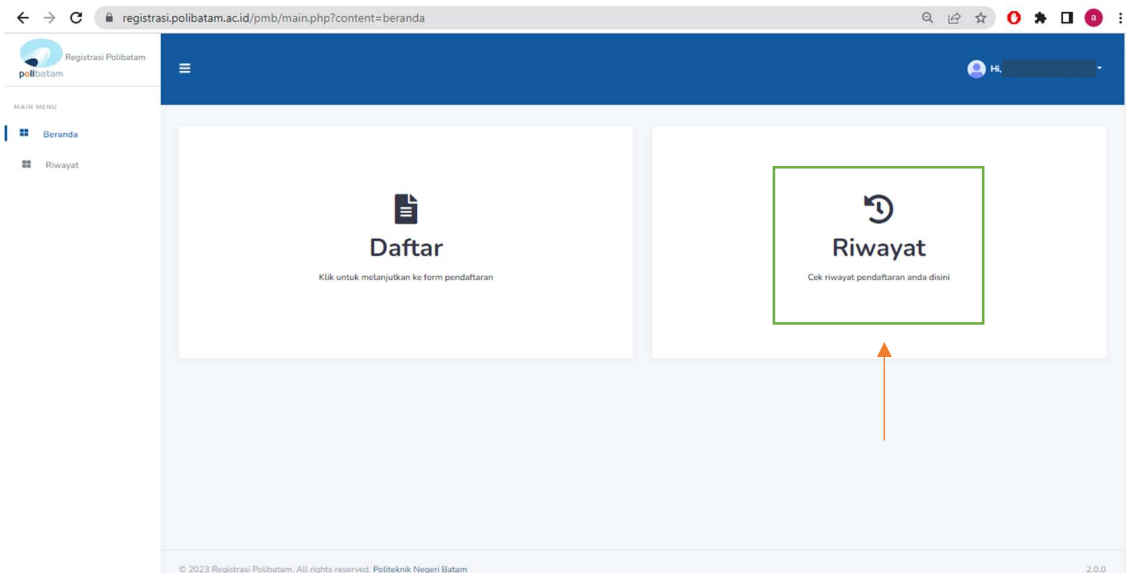 registrasi.polibatam.ac.id/pmb/main.php?content=beranda
a
Registrasi Polibatam
polibatam
Hi,
MAIN MENU
Beranda
Riwayat
Daftar
Klik untuk melanjutkan ke form pendaftaran
Riwayat
Cek riwayat pendaftaran anda disini
© 2023 Registrasi Polibatam. All rights reserved. Politeknik Negeri Batam
2.0.0